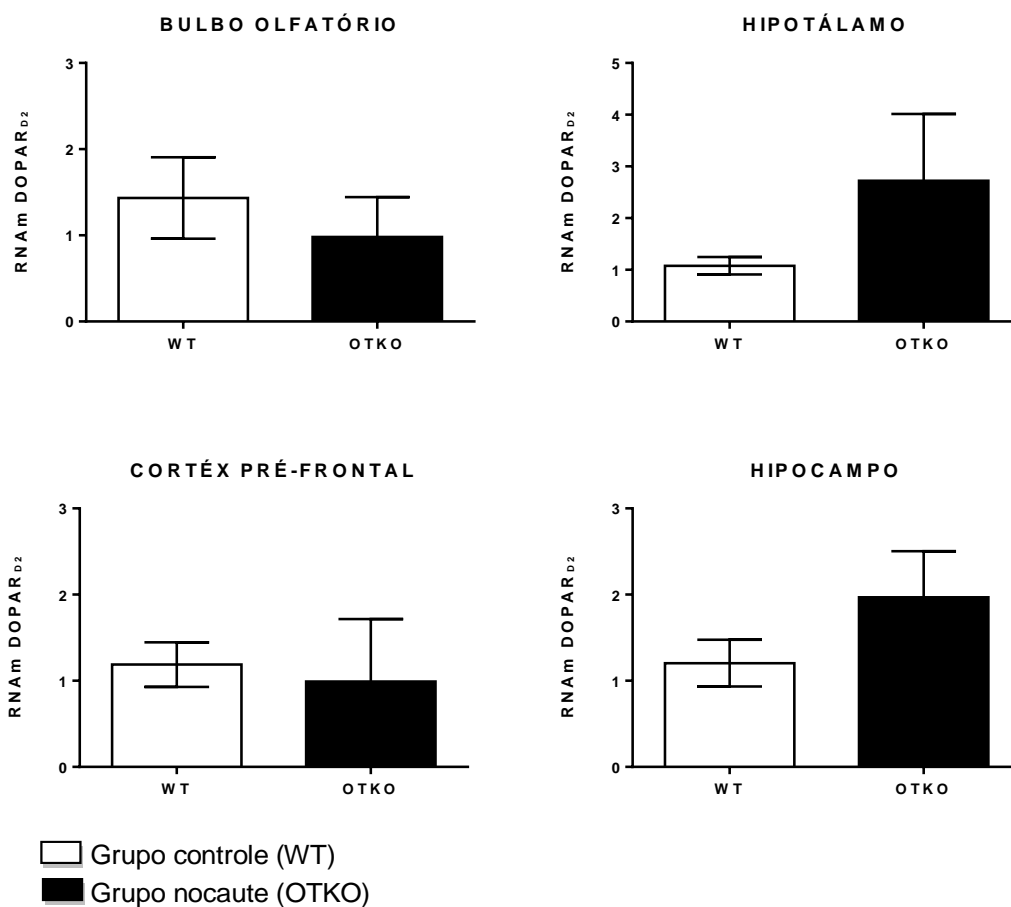 BULBO OLFATÓRIO
RNAm DOPAR D2
3
2
1
0
WT
OTKO
HIPOTÁLAMO
RNAm DOPAR D2
5
4
3
2
1
0
WT
OTKO
CORTÉX PRÉ-FRONTAL
RNAm DOPAR D2
3
2
1
0
WT
OTKO
HIPOCAMPO
RNAm DOPAR D2
3
2
1
0
WT
OTKO
Grupo controle (WT)
Grupo nocaute (OTKO)